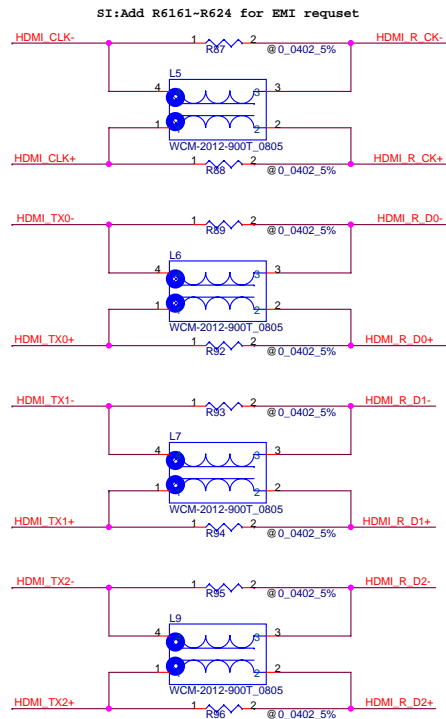 SI:Add R6161~R624 for EMI requset
HDMI_CLK- 1 R87 2 @0_0402_5% HDMI_R_CK-
L5
4 3 3
1 2 2
WCM-2012-900T_0805
HDMI_CLK+ 1 R88 2 @0_0402_5% HDMI_R_CK+
HDMI_TX0- 1 R89 2 @0_0402_5% HDMI_R_D0-
L6
4 3 3
1 2 2
WCM-2012-900T_0805
HDMI_TX0+ 1 R92 2 @0_0402_5% HDMI_R_D0+
HDMI_TX1- 1 R93 2 @0_0402_5% HDMI_R_D1-
L7
4 3 3
1 2 2
WCM-2012-900T_0805
HDMI_TX1+ 1 R94 2 @0_0402_5% HDMI_R_D1+
HDMI_TX2- 1 R95 2 @0_0402_5% HDMI_R_D2-
L9
4 3 3
1 2 2
WCM-2012-900T_0805
HDMI_TX2+ 1 R96 2 @0_0402_5% HDMI_R_D2+